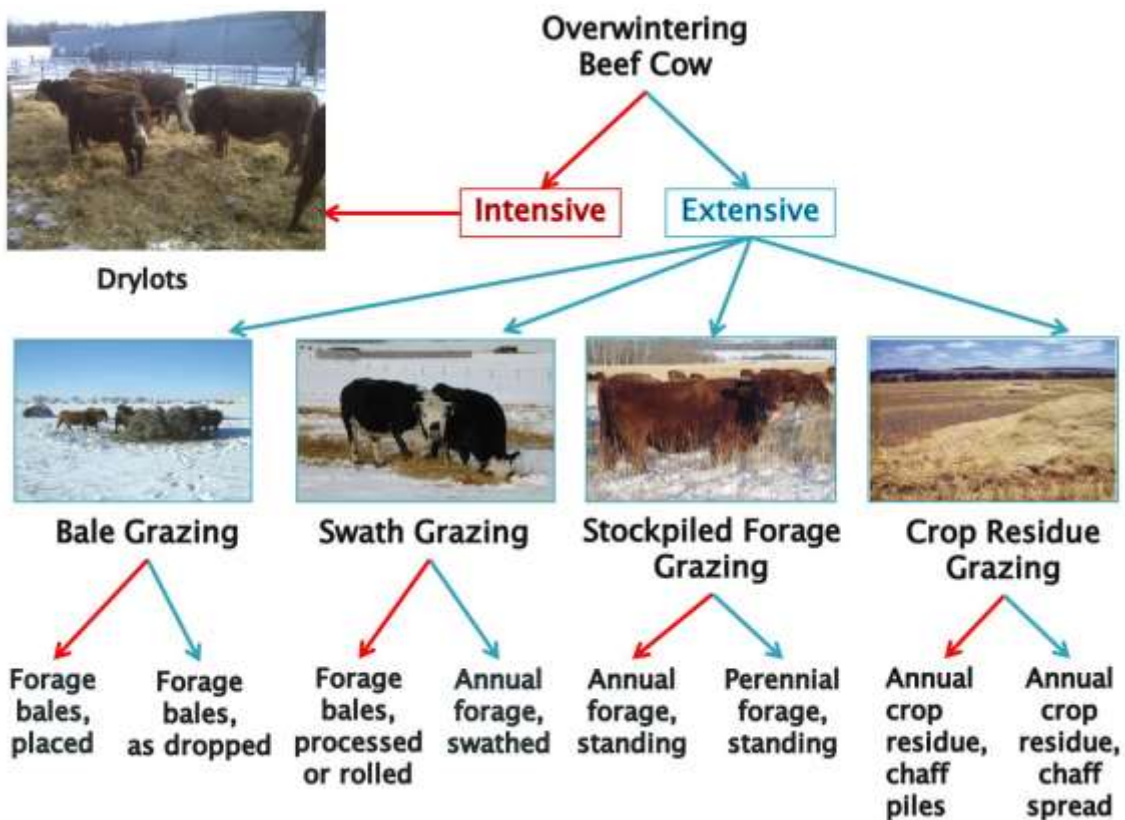 Overwintering
Beef Cow
Intensive
Extensive
Drylots
Bale Grazing
Swath Grazing
Stockpiled Forage
Grazing
Crop Residue
Grazing
Forage
bales,
placed
Forage
bales,
as dropped
Forage
bales,
processed
or rolled
Annual
forage,
swathed
Annual
forage,
standing
Perennial
forage,
standing
Annual
crop
residue,
chaff
piles
Annual
crop
residue,
chaff
spread